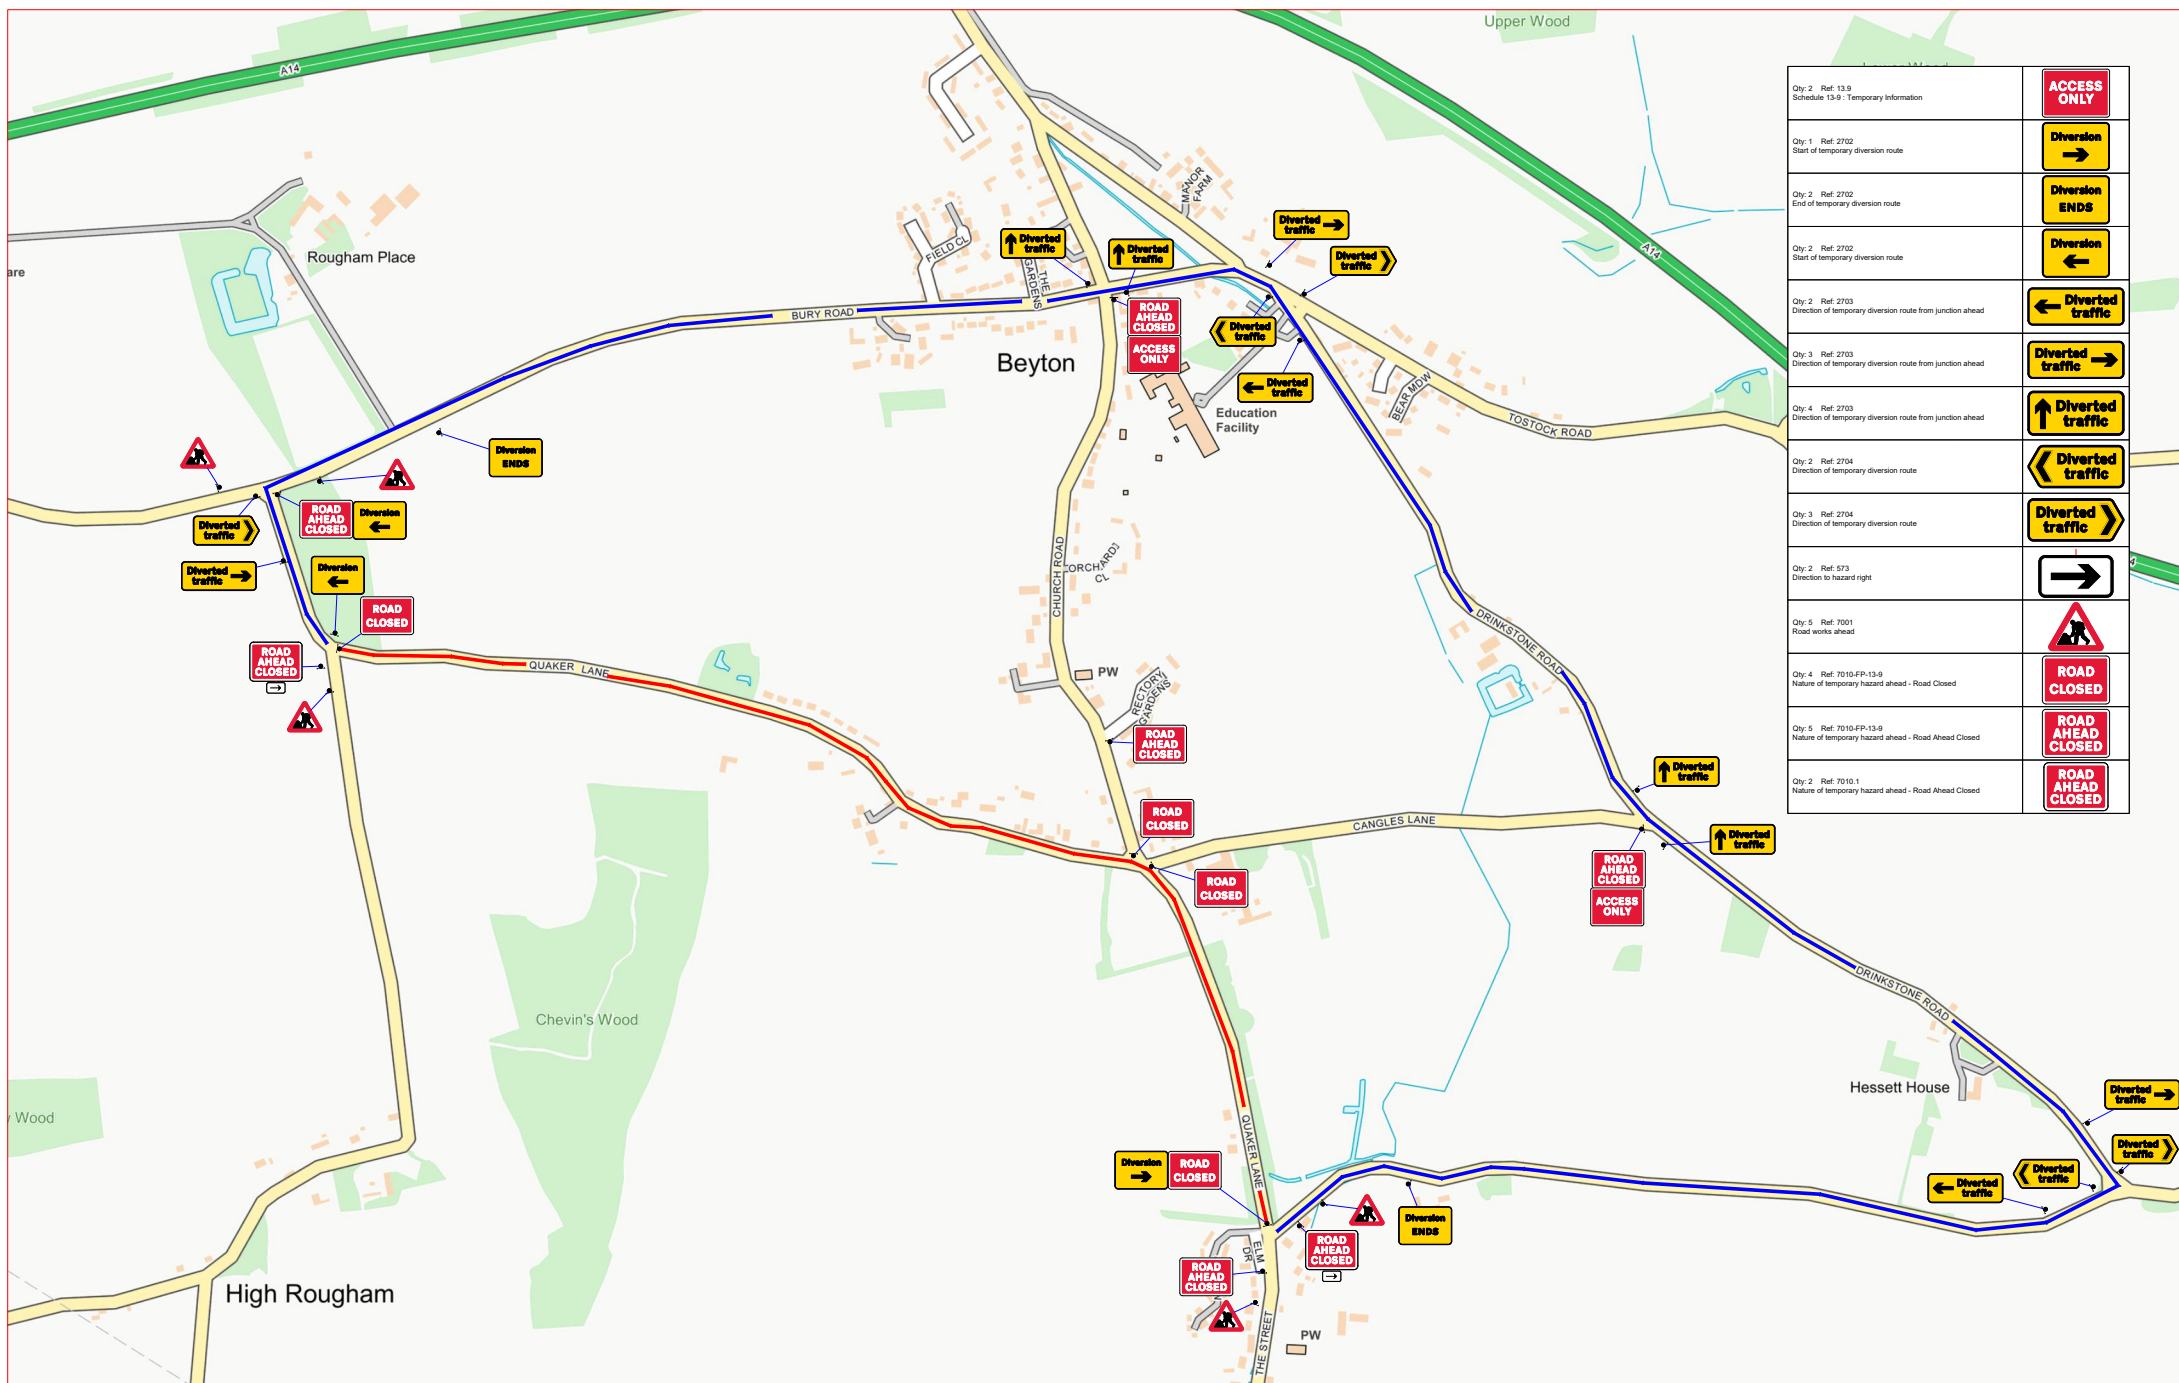 Upper Wood
A14
Rougham Place
are
FIELD CL
THE
GARDENS
MANOR
FARM
Diverted
traffic
Diverted
traffic
Diverted
traffic
Diverted
traffic
A14
BURY ROAD
ROAD
AHEAD
CLOSED
ACCESS
ONLY
Diverted
traffic
Beyton
Diverted
traffic
Education
Facility
BEAR MDW
TOSTOCK ROAD
Diversion
ENDS
ROAD
AHEAD
CLOSED
Diversion
Diverted
traffic
Diverted
traffic
Diversion
ROAD
CLOSED
ROAD
AHEAD
CLOSED
QUAKER LANE
CHURCH ROAD
ORCHARD
CL
DRINKSTONE ROAD
PW
RECTORY
GARDENS
ROAD
AHEAD
CLOSED
ROAD
CLOSED
ROAD
CLOSED
CANGLES LANE
Diverted
traffic
Diverted
traffic
ROAD
AHEAD
CLOSED
ACCESS
ONLY
DRINKSTONE ROAD
Chevin's Wood
Wood
Hessett House
Diverted
traffic
Diverted
traffic
Diverted
traffic
Diverted
traffic
QUAKER LANE
Diversion
ROAD
CLOSED
Diversion
ENDS
ROAD
AHEAD
CLOSED
ELM
DR
ROAD
AHEAD
CLOSED
High Rougham
THE STREET
PW
Qty: 2 Ref: 13.9
Schedule 13-9 : Temporary Information
ACCESS
ONLY
Qty: 1 Ref: 2702
Start of temporary diversion route
Diversion
Qty: 2 Ref: 2702
End of temporary diversion route
Diversion
ENDS
Qty: 2 Ref: 2702
Start of temporary diversion route
Diversion
Qty: 2 Ref: 2703
Direction of temporary diversion route from junction ahead
Diverted
traffic
Qty: 3 Ref: 2703
Direction of temporary diversion route from junction ahead
Diverted
traffic
Qty: 4 Ref: 2703
Direction of temporary diversion route from junction ahead
Diverted
traffic
Qty: 2 Ref: 2704
Direction of temporary diversion route
Diverted
traffic
Qty: 3 Ref: 2704
Direction of temporary diversion route
Diverted
traffic
Qty: 2 Ref: 573
Direction to hazard right
Qty: 5 Ref: 7001
Road works ahead
Qty: 4 Ref: 7010-FP-13-9
Nature of temporary hazard ahead - Road Closed
ROAD
CLOSED
Qty: 5 Ref: 7010-FP-13-9
Nature of temporary hazard ahead - Road Ahead Closed
ROAD
AHEAD
CLOSED
Qty: 2 Ref: 7010.1
Nature of temporary hazard ahead - Road Ahead Closed
ROAD
AHEAD
CLOSED